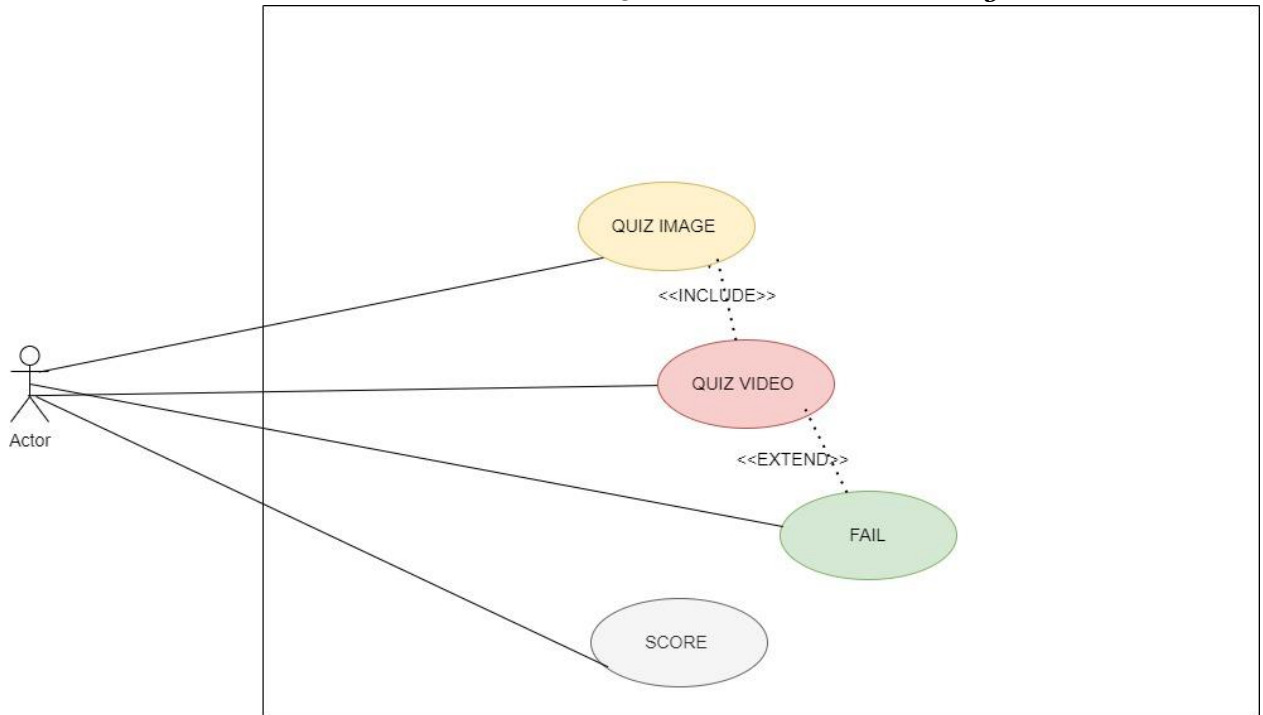 QUIZ IMAGE
<<INCLUDE>>
QUIZ VIDEO
Actor
<<EXTEND>>
FAIL
SCORE